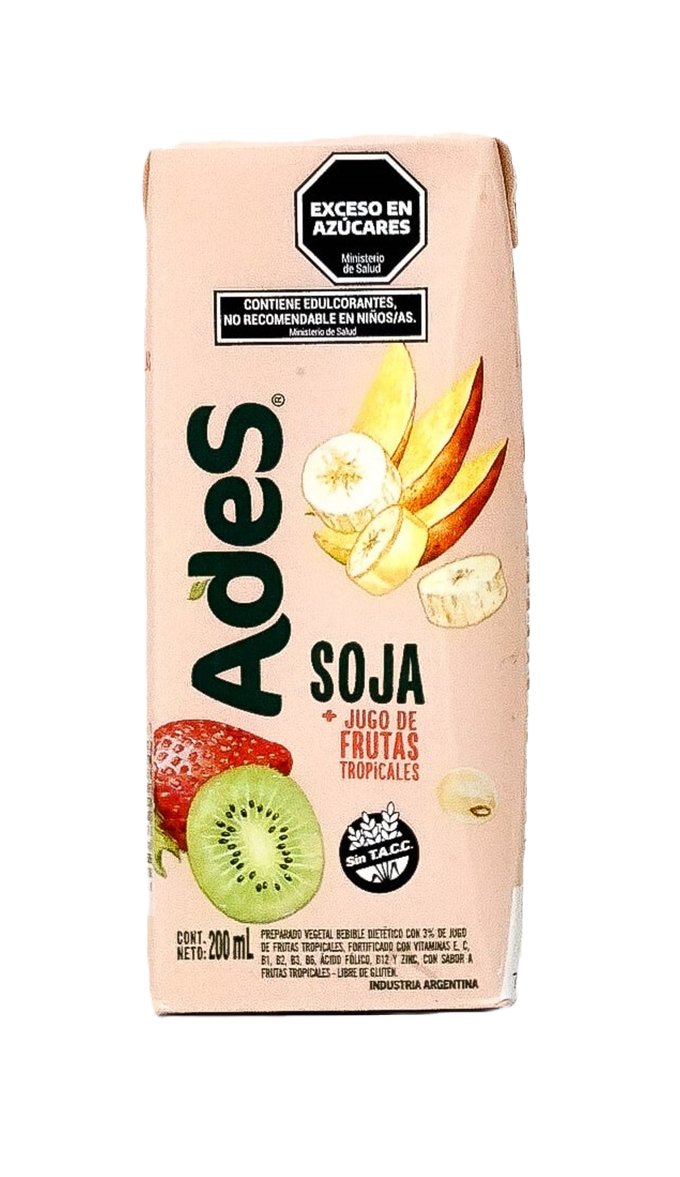 EXCESO EN
AZÚCARES
Ministerio
de Salud
CONTIENE EDULCORANTES,
NO RECOMENDABLE EN NIÑOS/AS.
Ministerio de Salud
AdeS®
SOJA
+ JUGO DE
FRUTAS
TROPiCALES
Sin T.A.C.C.
CONT.
NETO: 200 mL
PREPARADO VEGETAL BEBIBLE DIETÉTICO CON 3% DE JUGO
DE FRUTAS TROPICALES, FORTIFICADO CON VITAMINAS E, C,
B1, B2, B3, B6, ÁCIDO FÓLICO, B12 Y ZINC, CON SABOR A
FRUTAS TROPICALES - LIBRE DE GLUTEN.
INDUSTRIA ARGENTINA